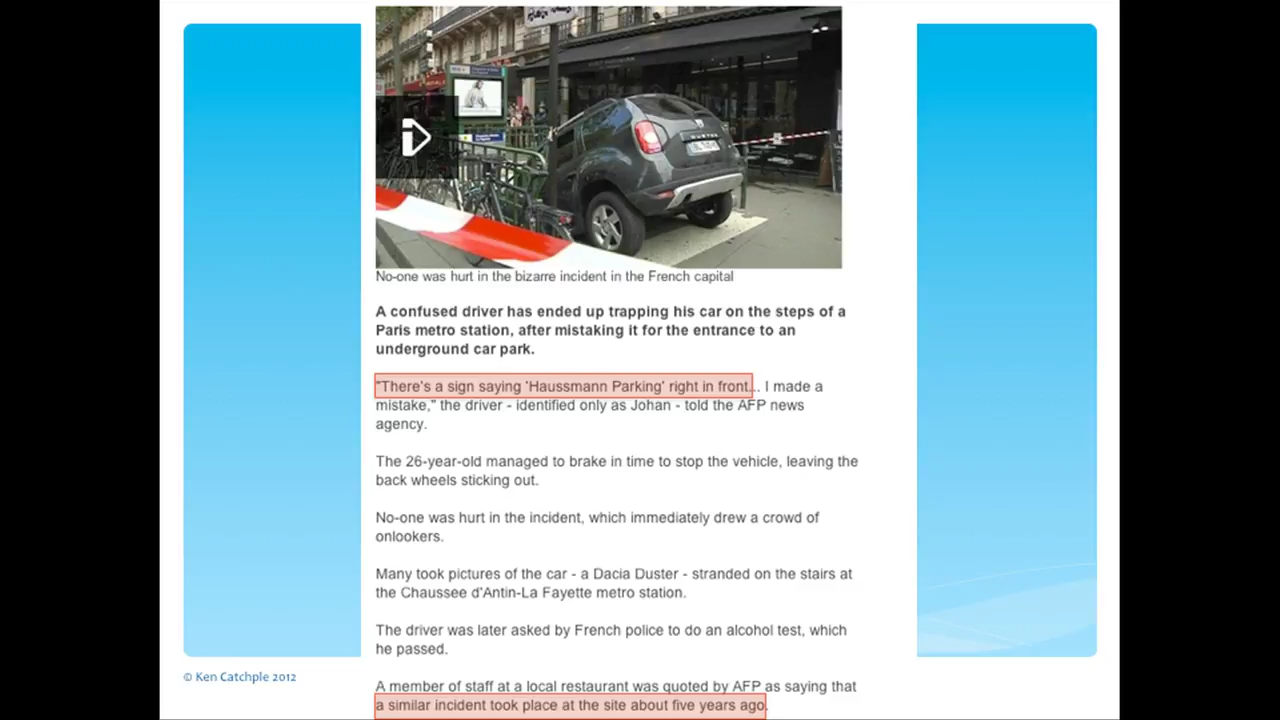 DUSTER
No-one was hurt in the bizarre incident in the French capital
A confused driver has ended up trapping his car on the steps of a
Paris metro station, after mistaking it for the entrance to an
underground car park.
"There's a sign saying 'Haussmann Parking' right in front... I made a
mistake," the driver - identified only as Johan - told the AFP news
agency.
The 26-year-old managed to brake in time to stop the vehicle, leaving the
back wheels sticking out.
No-one was hurt in the incident, which immediately drew a crowd of
onlookers.
Many took pictures of the car - a Dacia Duster - stranded on the stairs at
the Chaussee d'Antin-La Fayette metro station.
The driver was later asked by French police to do an alcohol test, which
he passed.
A member of staff at a local restaurant was quoted by AFP as saying that
a similar incident took place at the site about five years ago.
© Ken Catchple 2012